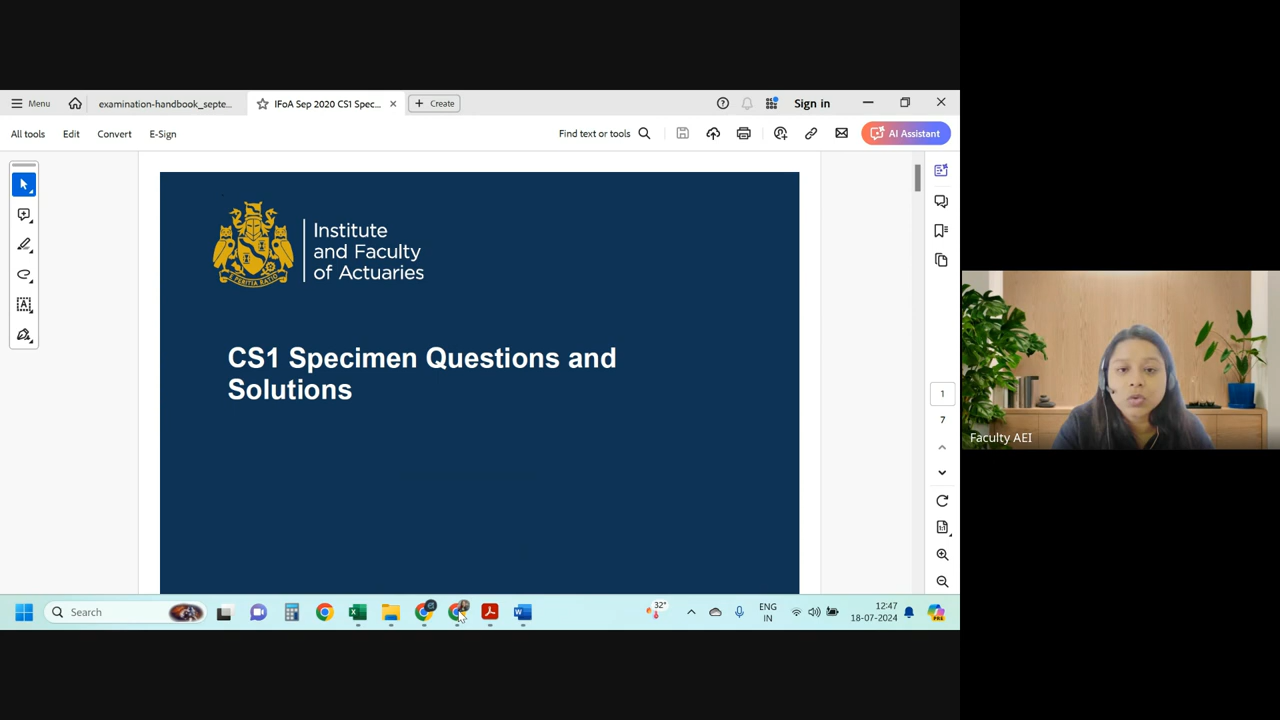 Menu
examination-handbook_septe...
IFoA Sep 2020 CS1 Spec...
Create
Sign in
All tools
Edit
Convert
E-Sign
Find text or tools
AI Assistant
Institute
and Faculty
of Actuaries
E PERITIA RATIO
CS1 Specimen Questions and
Solutions
1
7
Faculty AEI
Search
32°
ENG
IN
12:47
18-07-2024